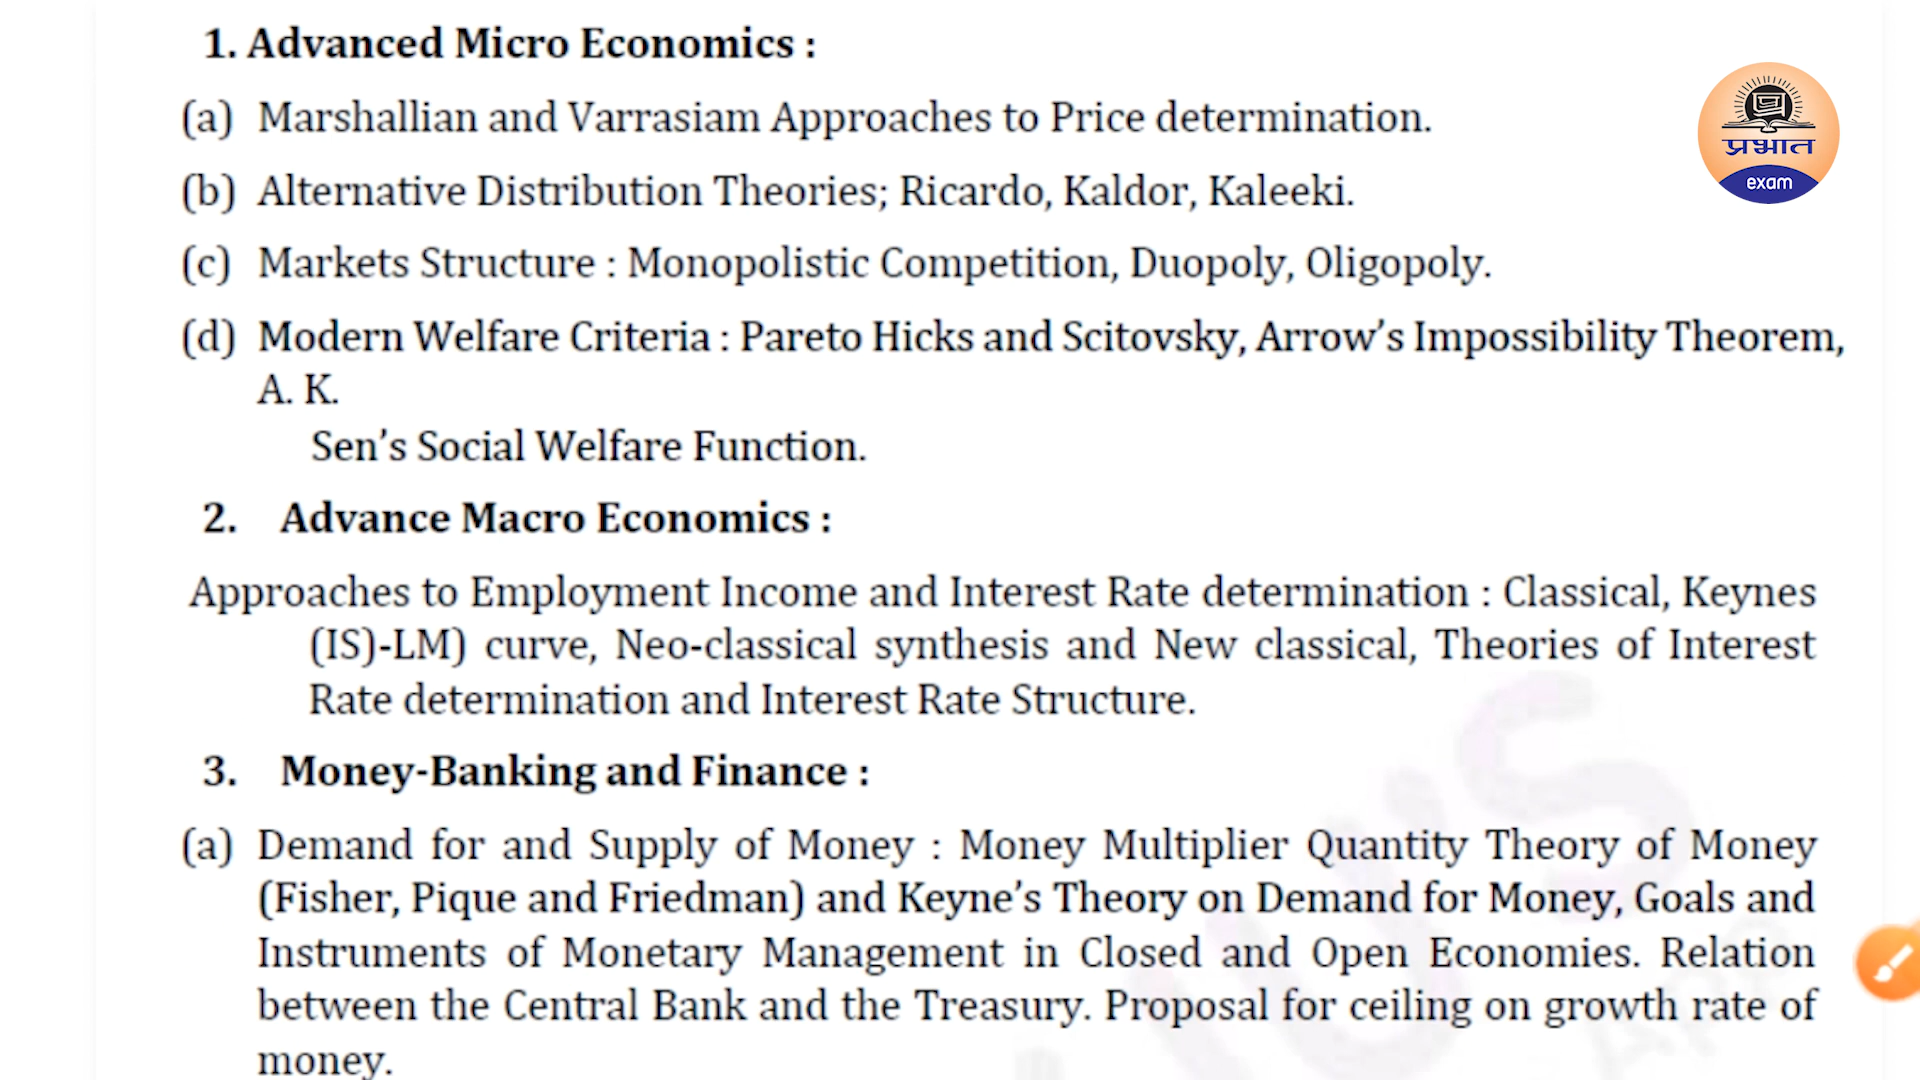 1. Advanced Micro Economics :
(a) Marshallian and Varrasiam Approaches to Price determination.
(b) Alternative Distribution Theories; Ricardo, Kaldor, Kaleeki.
(c) Markets Structure : Monopolistic Competition, Duopoly, Oligopoly.
(d) Modern Welfare Criteria : Pareto Hicks and Scitovsky, Arrow's Impossibility Theorem,
A. K.
Sen's Social Welfare Function.
2. Advance Macro Economics :
Approaches to Employment Income and Interest Rate determination : Classical, Keynes
(IS)-LM) curve, Neo-classical synthesis and New classical, Theories of Interest
Rate determination and Interest Rate Structure.
3. Money-Banking and Finance :
(a) Demand for and Supply of Money : Money Multiplier Quantity Theory of Money
(Fisher, Pique and Friedman) and Keyne's Theory on Demand for Money, Goals and
Instruments of Monetary Management in Closed and Open Economies. Relation
between the Central Bank and the Treasury. Proposal for ceiling on growth rate of
money.
प्रभात
exam